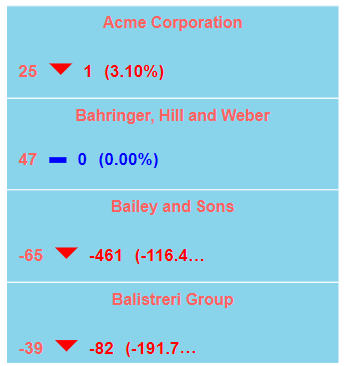 Acme Corporation
25 1 (3.10%)
Bahringer, Hill and Weber
47 0 (0.00%)
Bailey and Sons
-65 -461 (-116.4...
Balistreri Group
-39 -82 (-191.7...